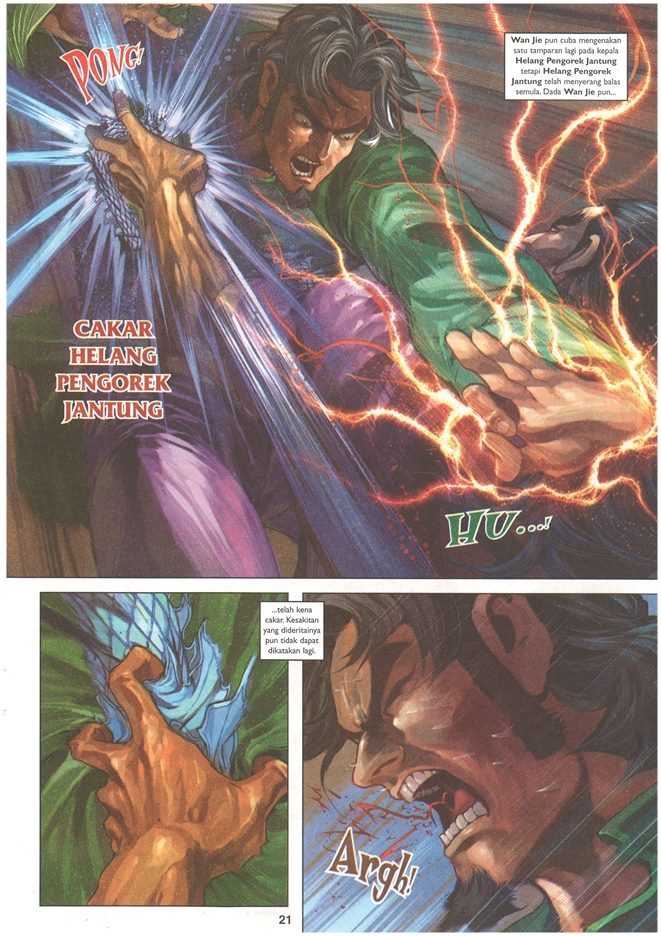 Wan Jie pun cuba mengenakan
satu tamparan lagi pada kepala
Helang Pengorek Jantung
tetapi Helang Pengorek
Jantung telah menyerang balas
semula. Dada Wan Jie pun...
PONG!
CAKAR
HELANG
PENGOREK
JANTUNG
HU...!
...telah kena
cakar. Kesakitan
yang dideritainya
pun tidak dapat
dikatakan lagi.
Argh!
21